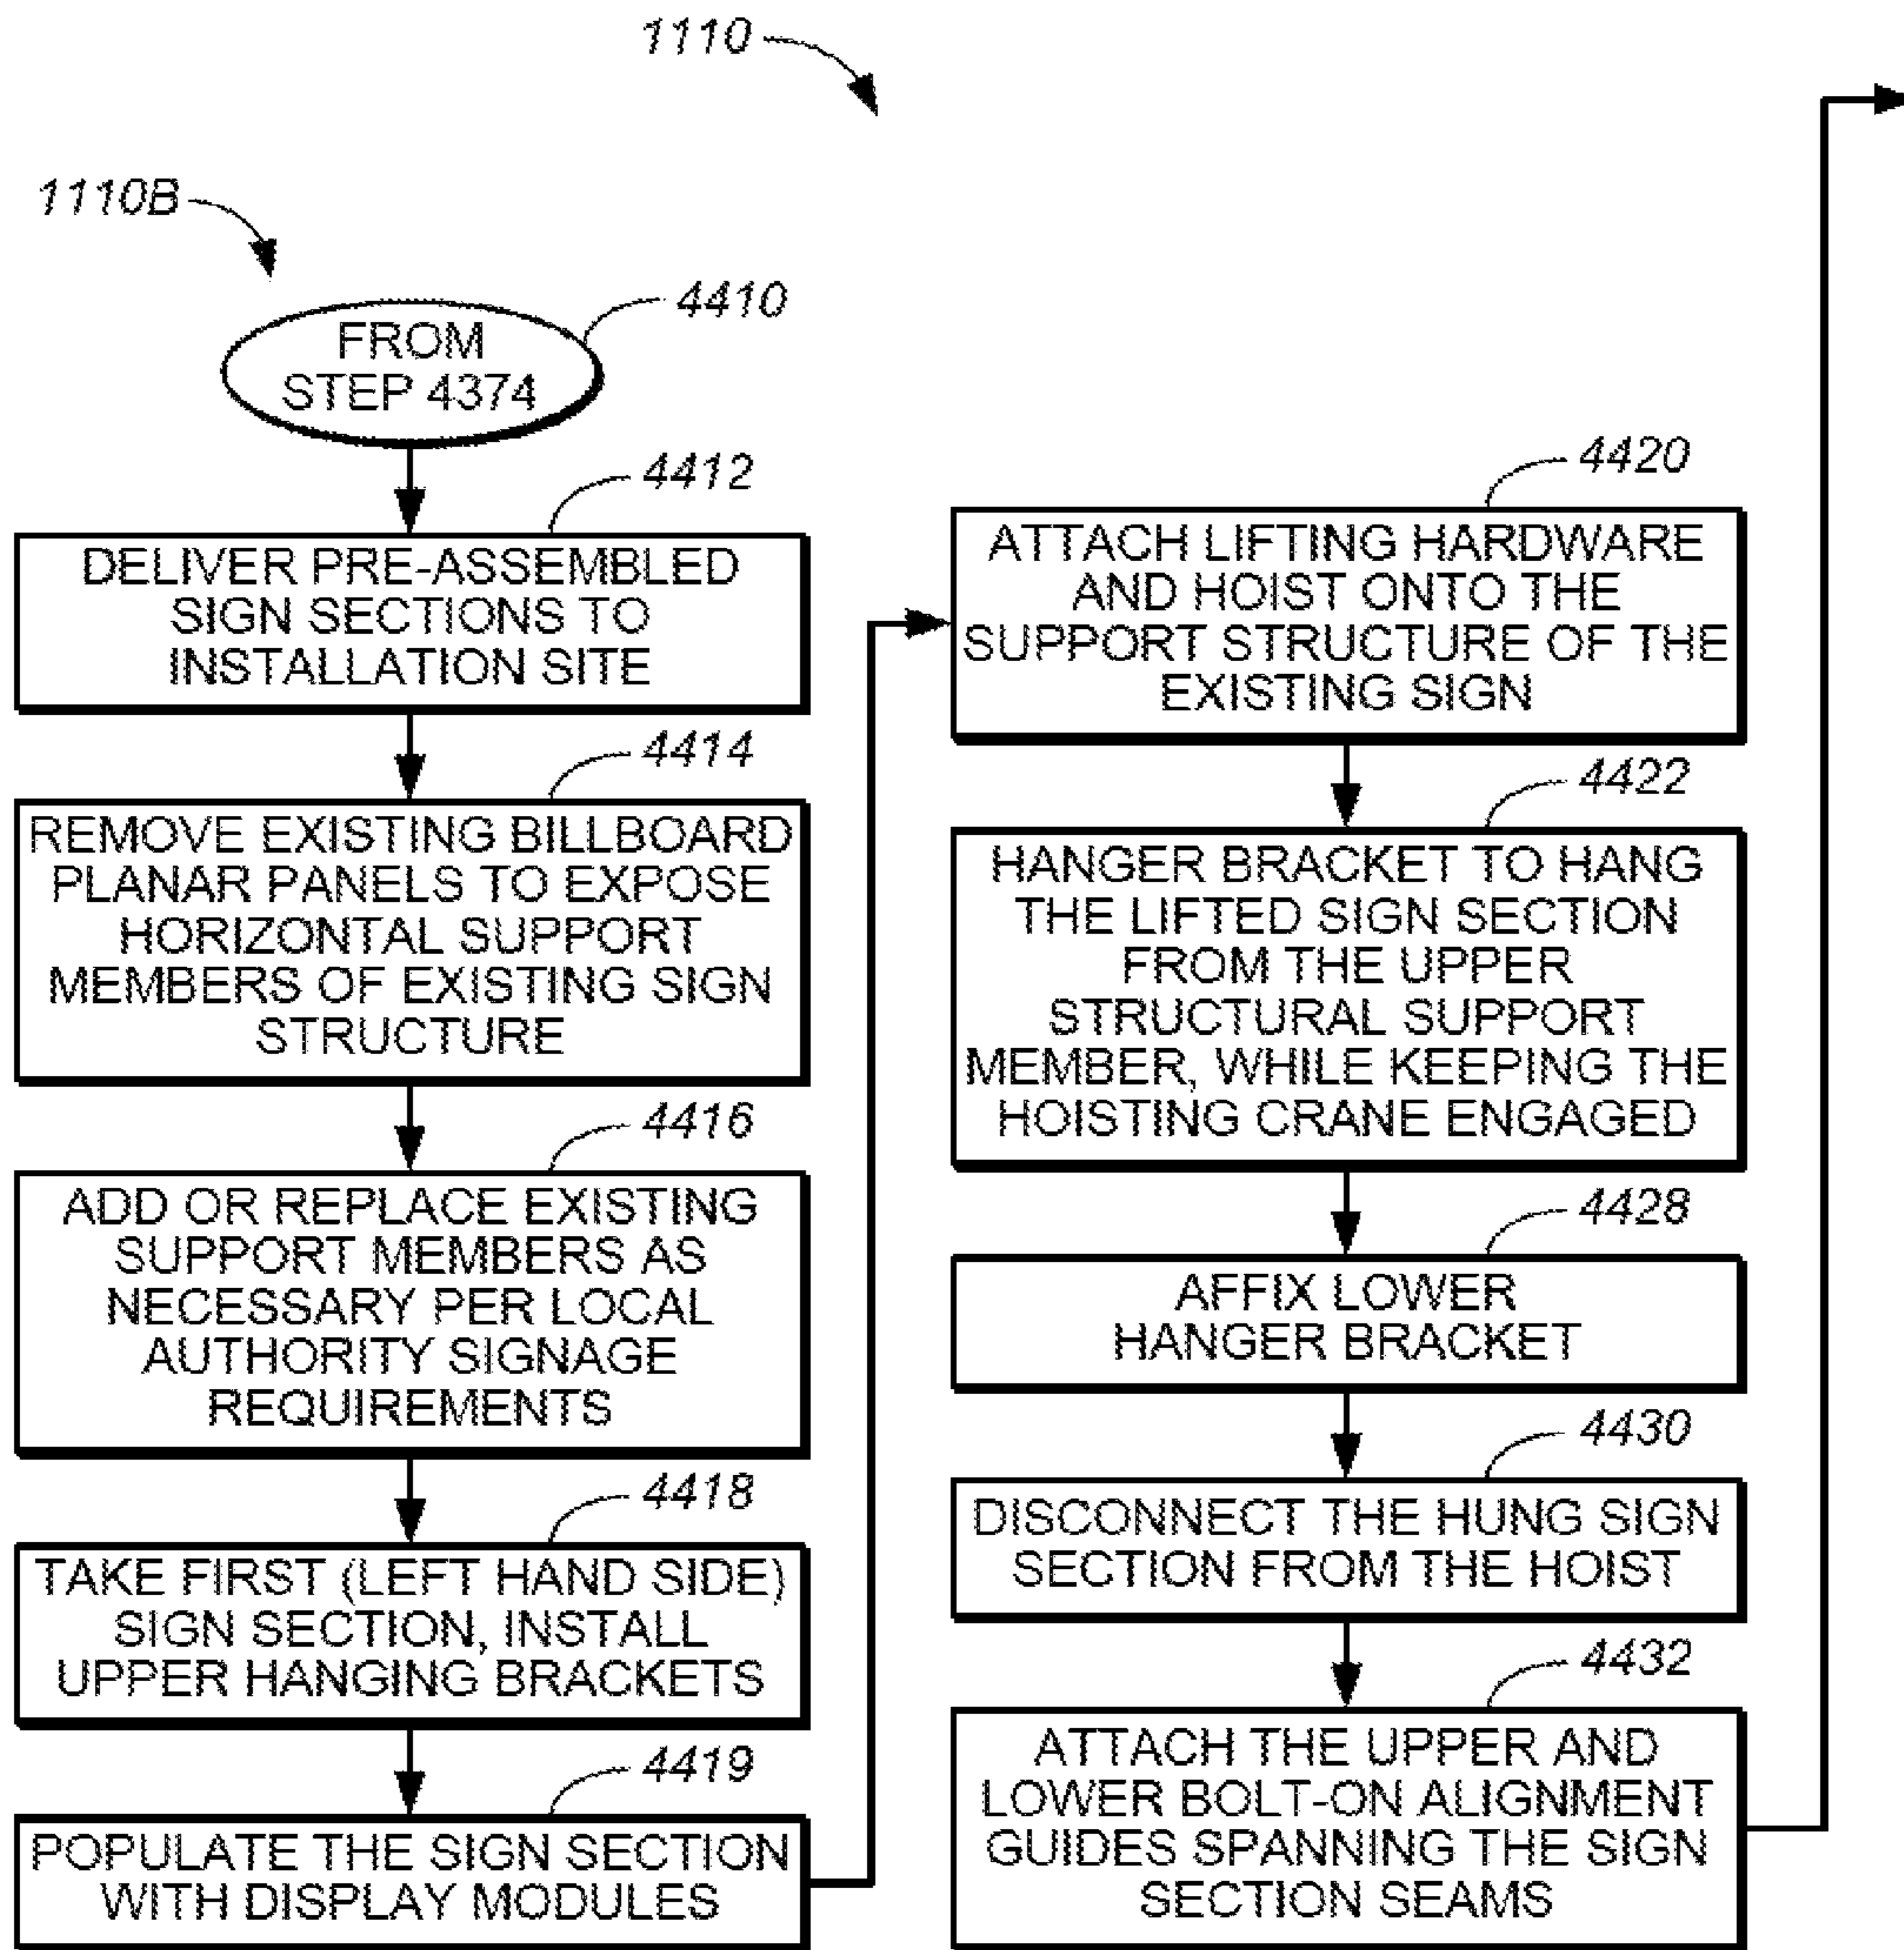 1110
1110B
4410
FROM
STEP 4374
4412
DELIVER PRE-ASSEMBLED
SIGN SECTIONS TO
INSTALLATION SITE
4414
REMOVE EXISTING BILLBOARD
PLANAR PANELS TO EXPOSE
HORIZONTAL SUPPORT
MEMBERS OF EXISTING SIGN
STRUCTURE
4416
ADD OR REPLACE EXISTING
SUPPORT MEMBERS AS
NECESSARY PER LOCAL
AUTHORITY SIGNAGE
REQUIREMENTS
4418
TAKE FIRST (LEFT HAND SIDE)
SIGN SECTION, INSTALL
UPPER HANGING BRACKETS
4419
POPULATE THE SIGN SECTION
WITH DISPLAY MODULES
4420
ATTACH LIFTING HARDWARE
AND HOIST ONTO THE
SUPPORT STRUCTURE OF THE
EXISTING SIGN
4422
HANGER BRACKET TO HANG
THE LIFTED SIGN SECTION
FROM THE UPPER
STRUCTURAL SUPPORT
MEMBER, WHILE KEEPING THE
HOISTING CRANE ENGAGED
4428
AFFIX LOWER
HANGER BRACKET
4430
DISCONNECT THE HUNG SIGN
SECTION FROM THE HOIST
4432
ATTACH THE UPPER AND
LOWER BOLT-ON ALIGNMENT
GUIDES SPANNING THE SIGN
SECTION SEAMS